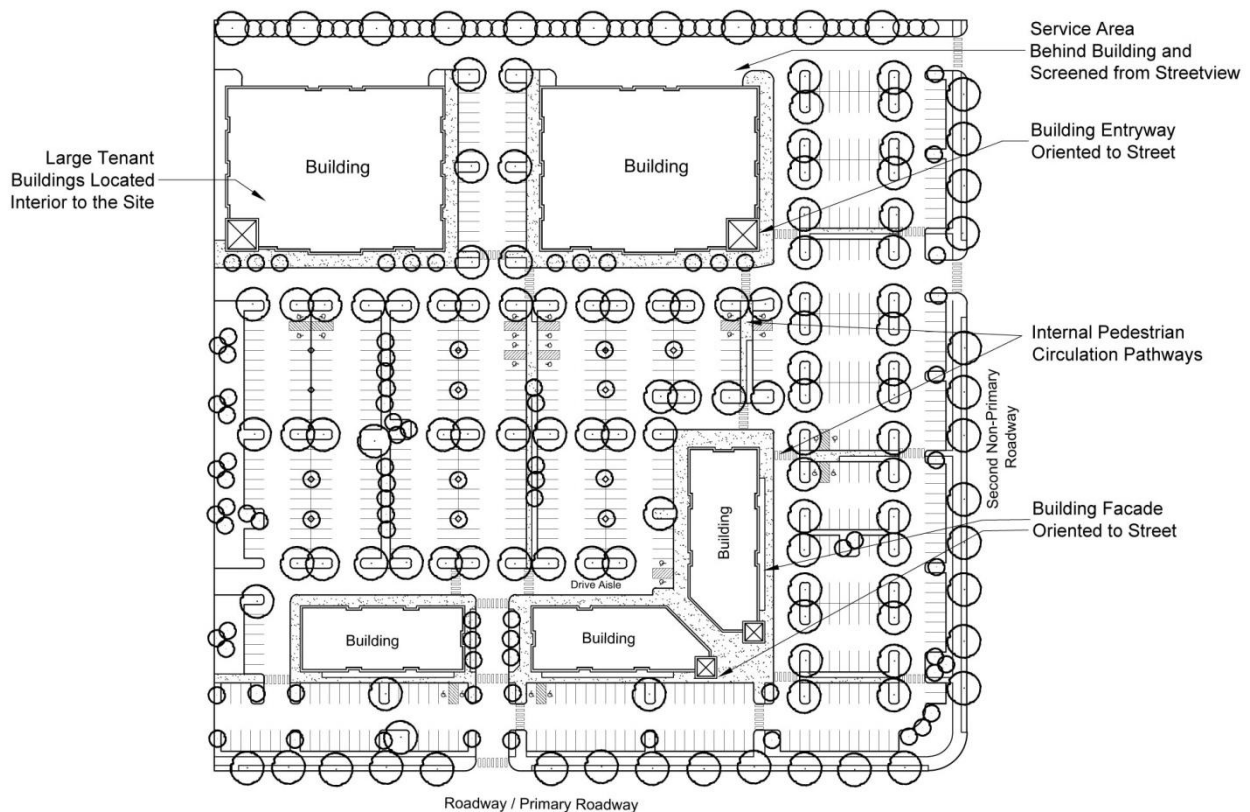 Service Area
Behind Building and
Screened from Streetview
Building Entryway
Oriented to Street
Large Tenant
Buildings Located
Interior to the Site
Building
Building
Internal Pedestrian
Circulation Pathways
Second Non-Primary
Roadway
Building Facade
Oriented to Street
Building
Drive Aisle
Building
Building
Roadway / Primary Roadway